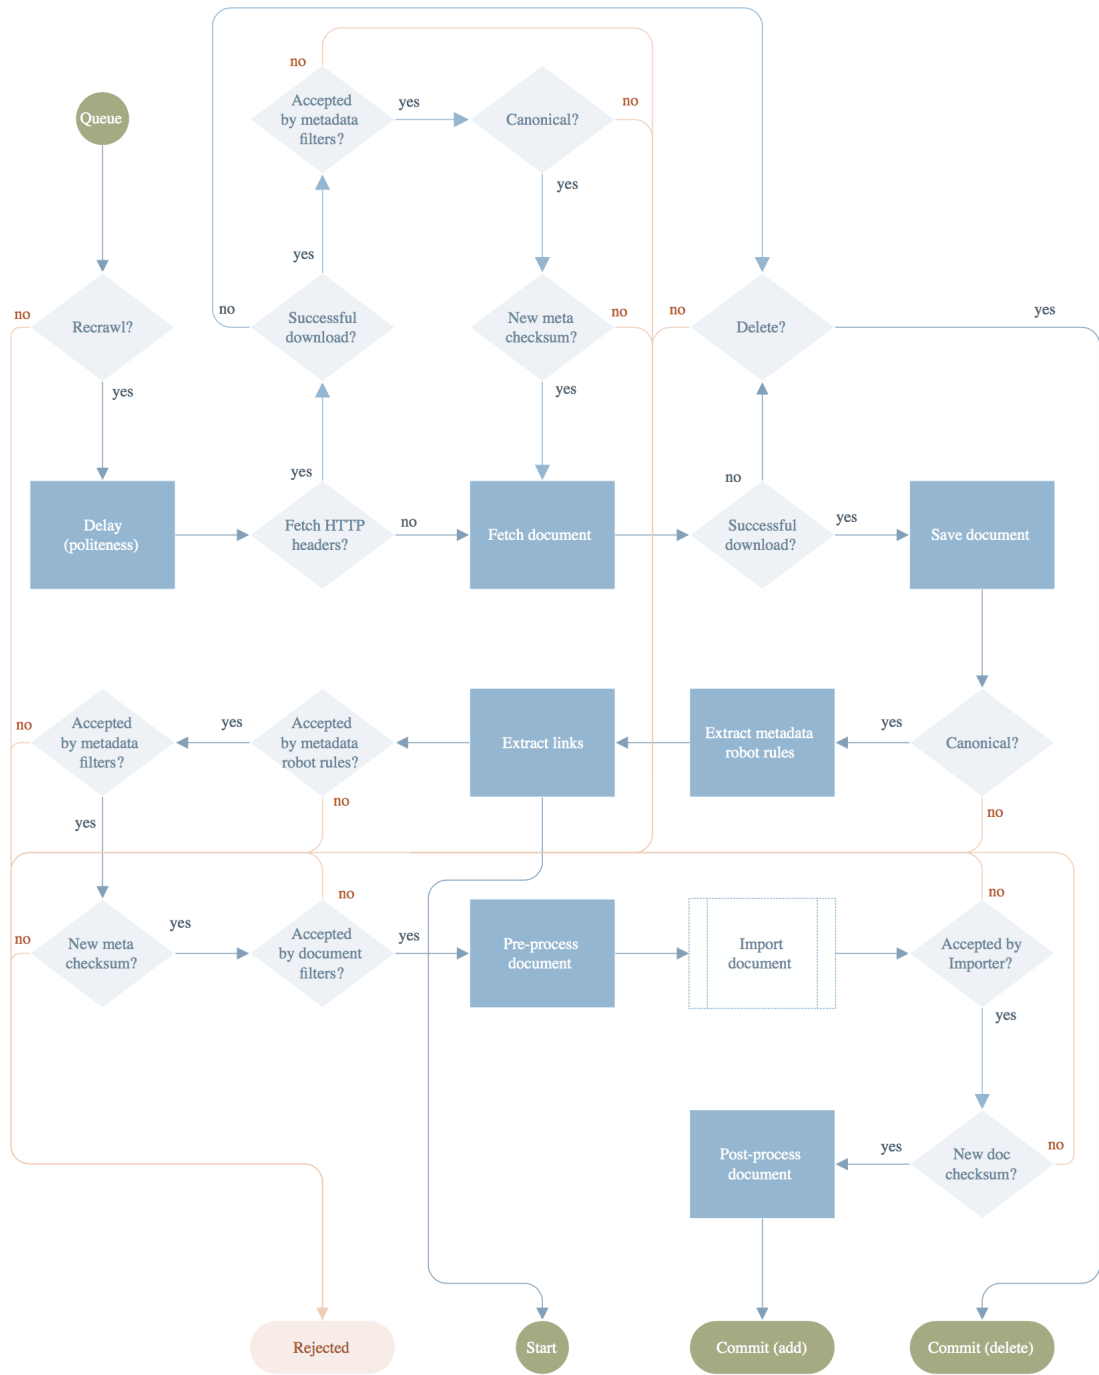 no
Accepted
by metadata
filters?
yes
Canonical?
no
Queue
yes
yes
no
Recrawl?
no
Successful
download?
New meta
checksum?
no
no
Delete?
yes
yes
yes
yes
no
Delay
(politeness)
Fetch HTTP
headers?
no
Fetch document
Successful
download?
yes
Save document
no
Accepted
by metadata
filters?
yes
Accepted
by metadata
robot rules?
Extract links
Extract metadata
robot rules
yes
Canonical?
no
no
yes
no
no
no
New meta
checksum?
yes
Accepted
by document
filters?
yes
Pre-process
document
Import
document
Accepted by
Importer?
yes
Post-process
document
yes
New doc
checksum?
no
Rejected
Start
Commit (add)
Commit (delete)